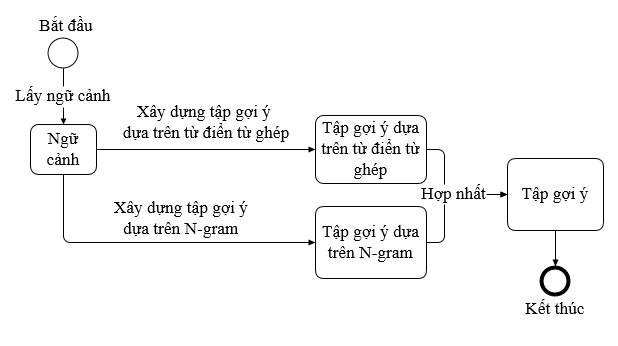 Bắt đầu
Lấy ngữ cảnh
Ngữ
cảnh
Xây dựng tập gợi ý
dựa trên từ điển từ ghép
Tập gợi ý dựa
trên từ điển từ
ghép
Xây dựng tập gợi ý
dựa trên N-gram
Tập gợi ý dựa
trên N-gram
Hợp nhất
Tập gợi ý
Kết thúc